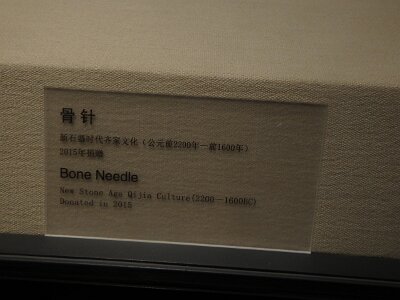 骨针
新石器时代齐家文化（公元前2200年－前1600年）
2015年捐赠
Bone Needle
New Stone Age Qijia Culture(2200－1600BC)
Donated in 2015